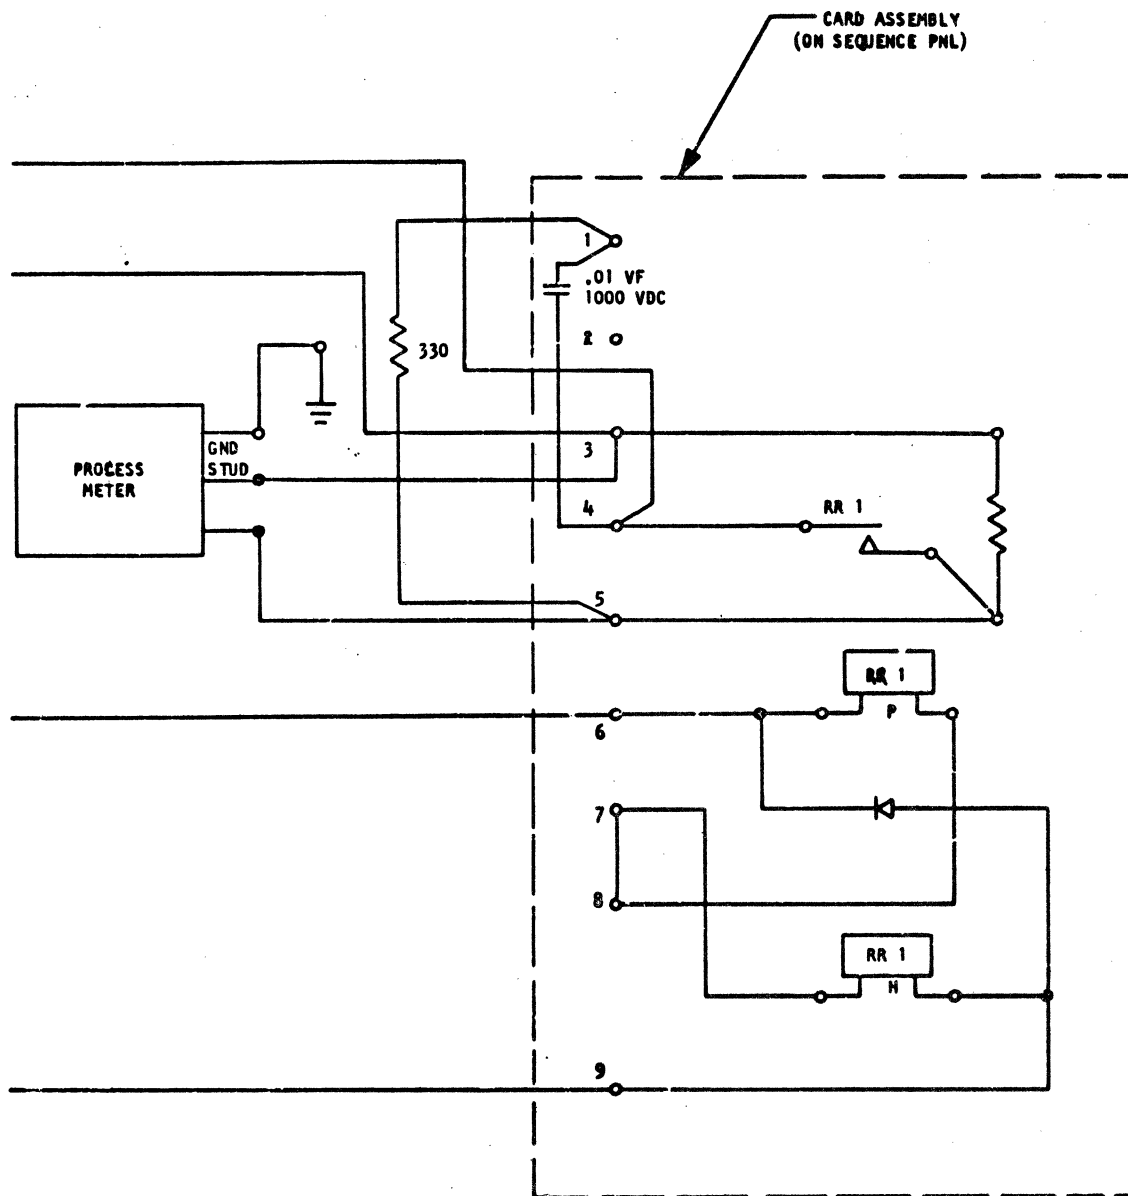 CARD ASSEMBLY
(ON SEQUENCE PNL)
1
.01 VF
1000 VDC
2
330
GND
STUD
PROCESS
METER
3
4
RR 1
5
RR 1
P
6
7
8
RR 1
H
9